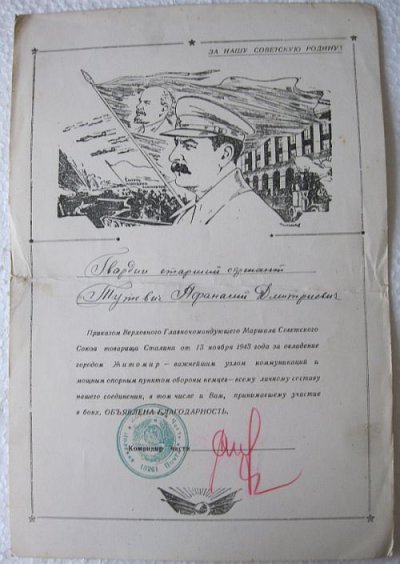 ЗА НАШУ СОВЕТСКУЮ РОДИНУ!
Гвардии старший сержант
Афанасий Дмитриевич
Приказом Верховного Главнокомандующего Маршала Советского
Союза товарища Сталина от 13 ноября 1943 года за овладение
городом Житомир – важнейшим узлом коммуникаций и
мощным опорным пунктом обороны немцев– всему личному составу
нашего соединения, в том числе и Вам, принимавшему участие
в боях, ОБЪЯВЛЕНА БЛАГОДАРНОСТЬ.
Командир части